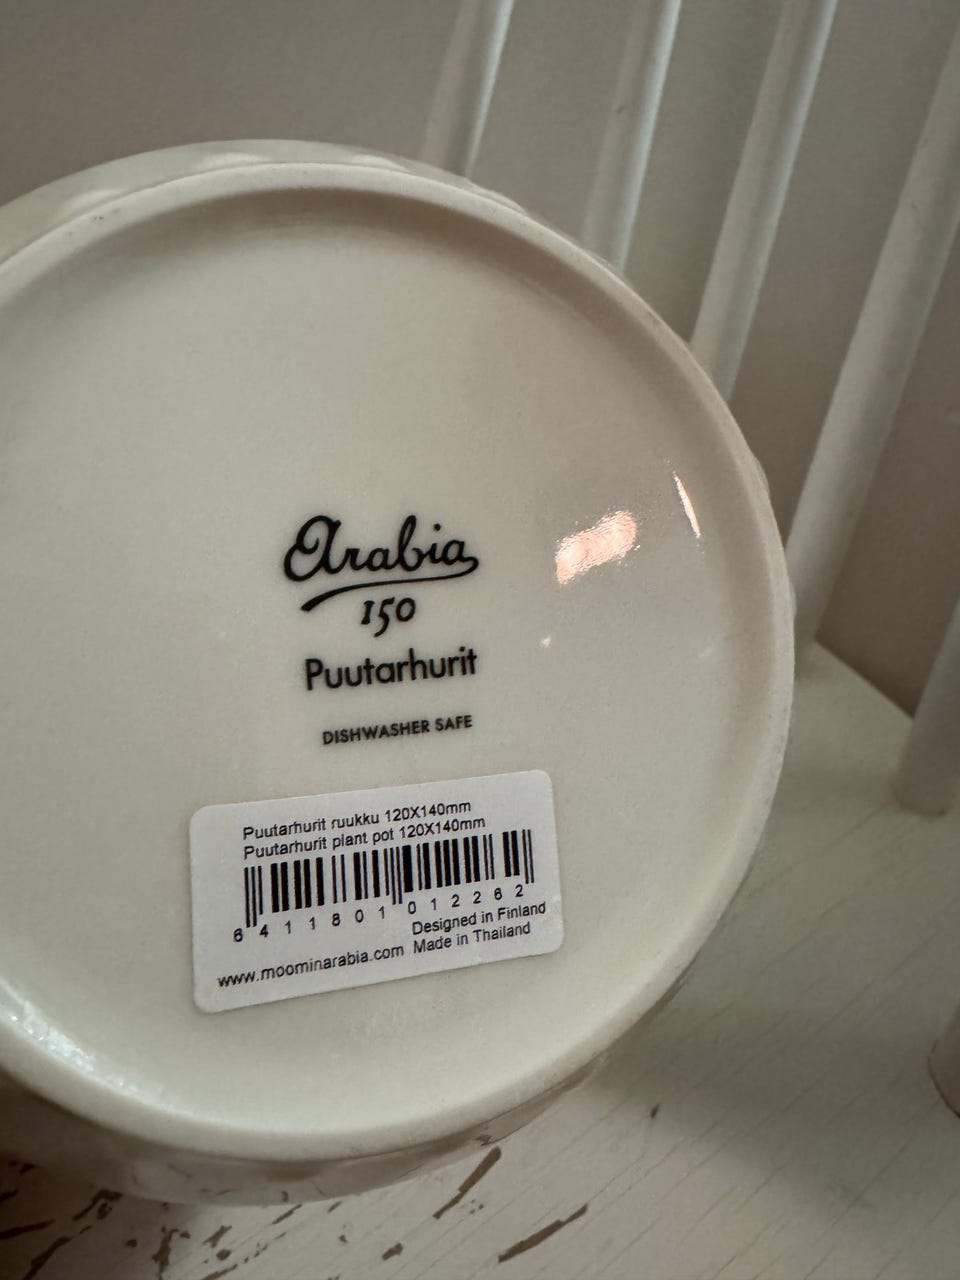 Arabia
150
Puutarhurit
DISHWASHER SAFE
Puutarhurit ruukku 120X140mm
Puutarhurit plant pot 120X140mm
6 411801 012262
Designed in Finland
www.moominarabia.com Made in Thailand